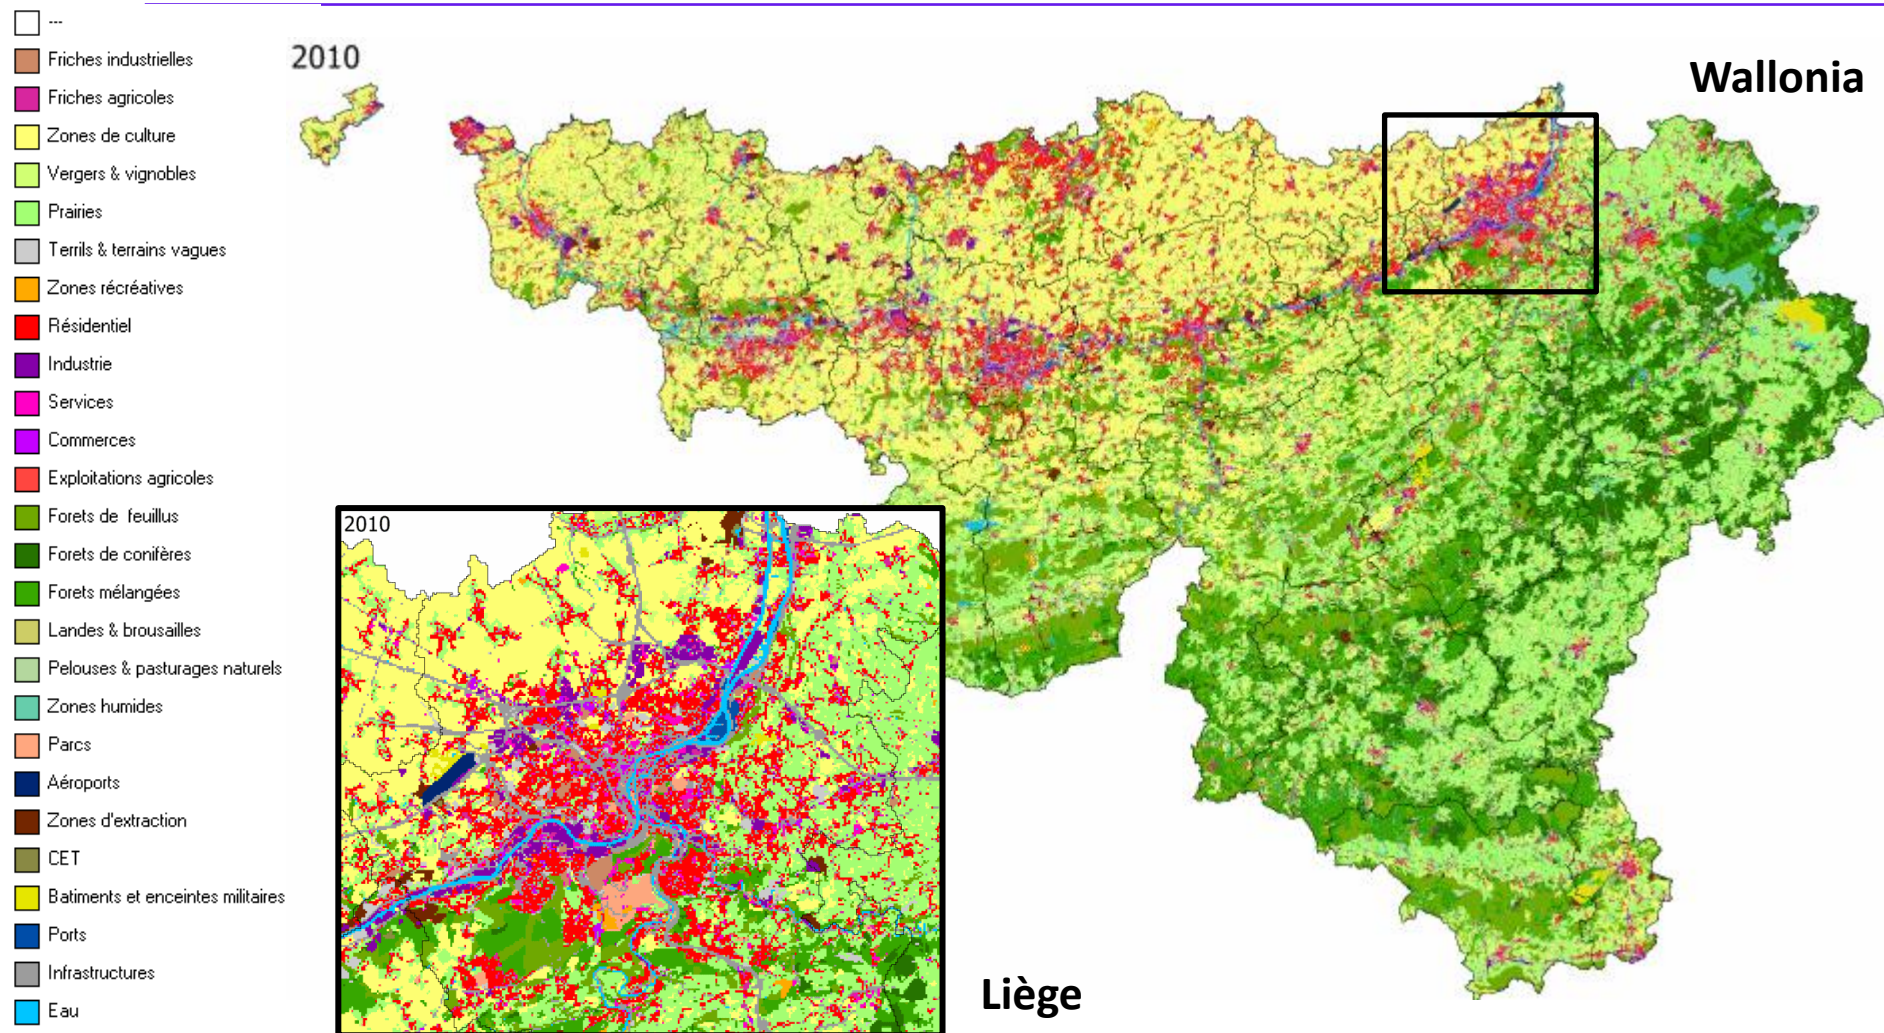 ---
Friches industrielles
Friches agricoles
Zones de culture
Vergers & vignobles
Prairies
Terrils & terrains vagues
Zones récréatives
Résidentiel
Industrie
Services
Commerces
Exploitations agricoles
Forets de feuillus
Forets de conifères
Forets mélangées
Landes & brousailles
Pelouses & pasturages naturels
Zones humides
Parcs
Aéroports
Zones d'extraction
CET
Batiments et enceintes militaires
Ports
Infrastructures
Eau
2010
Wallonia
2010
Liège